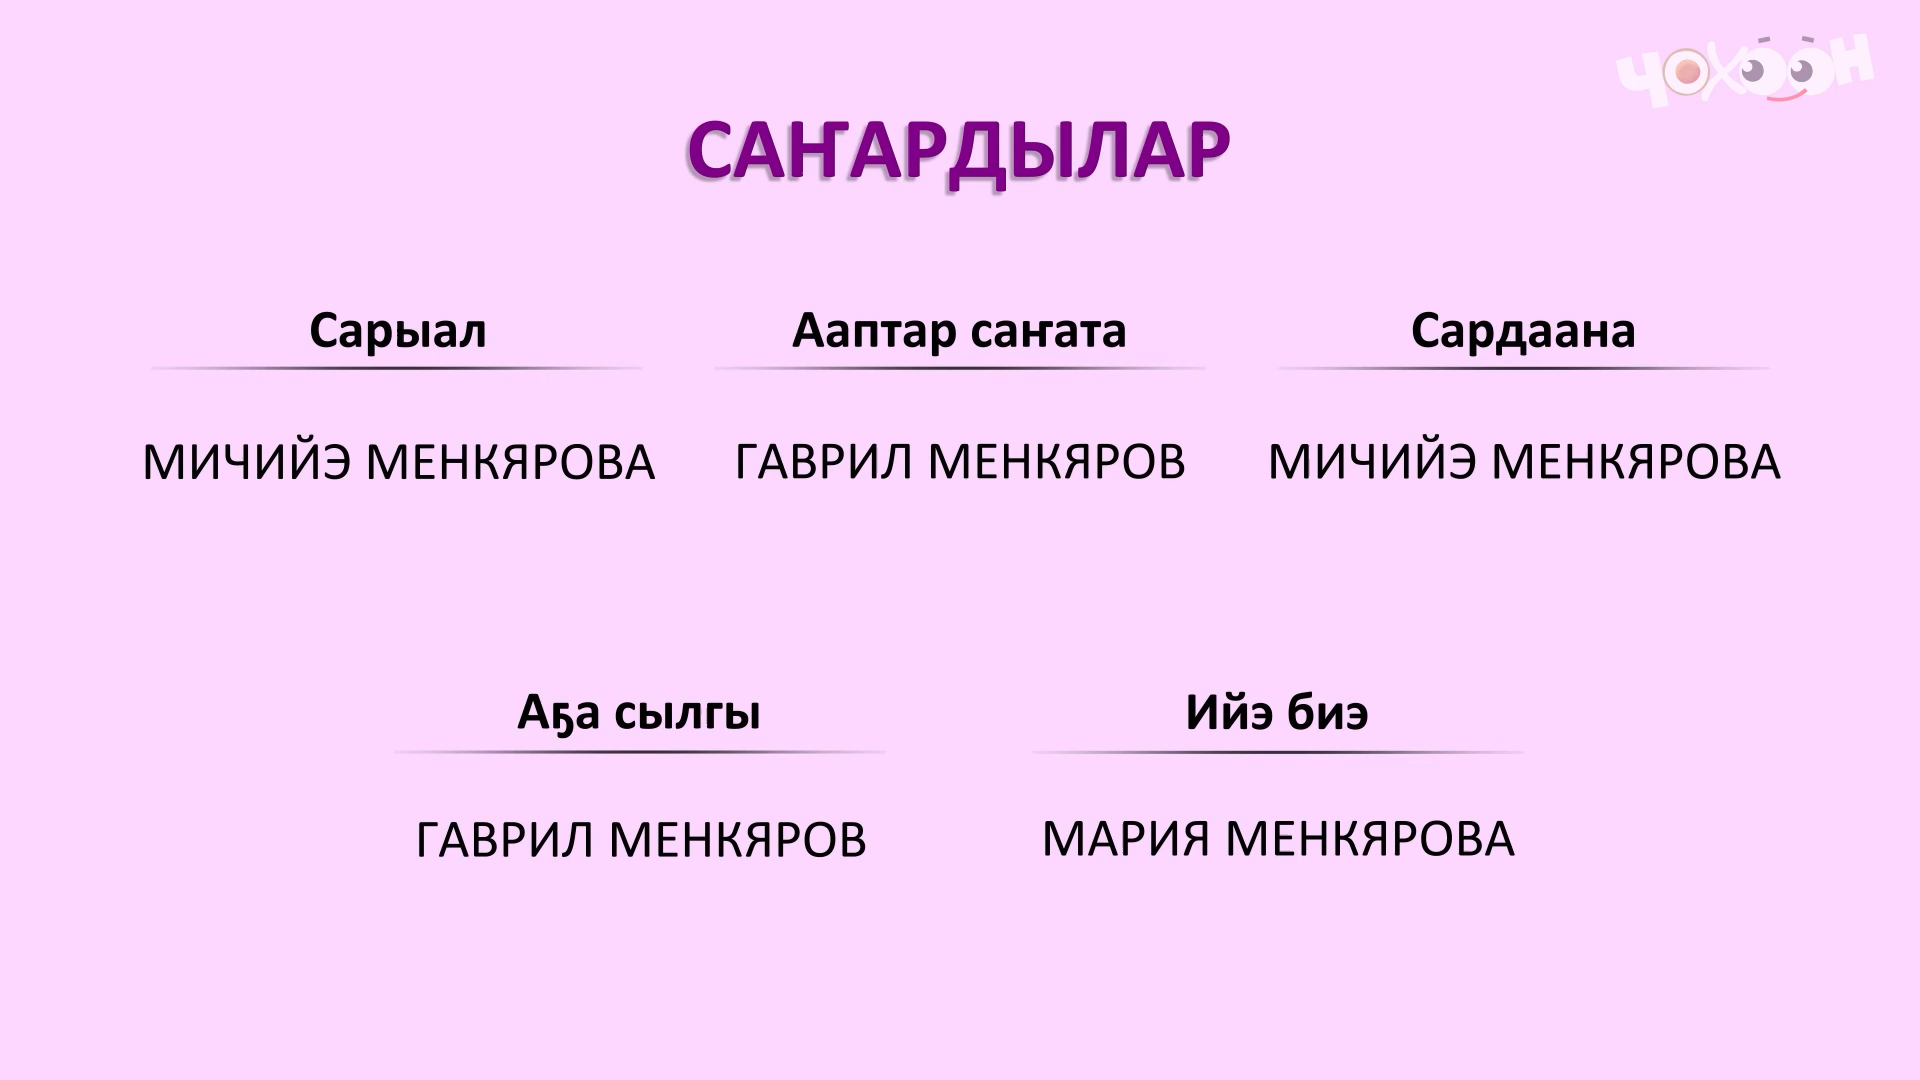 ЧОХООН
САҤАРДЫЛАР
Сарыал
Ааптар саҥата
Сардаана
МИЧИЙЭ МЕНКЯРОВА
ГАВРИЛ МЕНКЯРОВ
МИЧИЙЭ МЕНКЯРОВА
Аҕа сылгы
Ийэ биэ
ГАВРИЛ МЕНКЯРОВ
МАРИЯ МЕНКЯРОВА